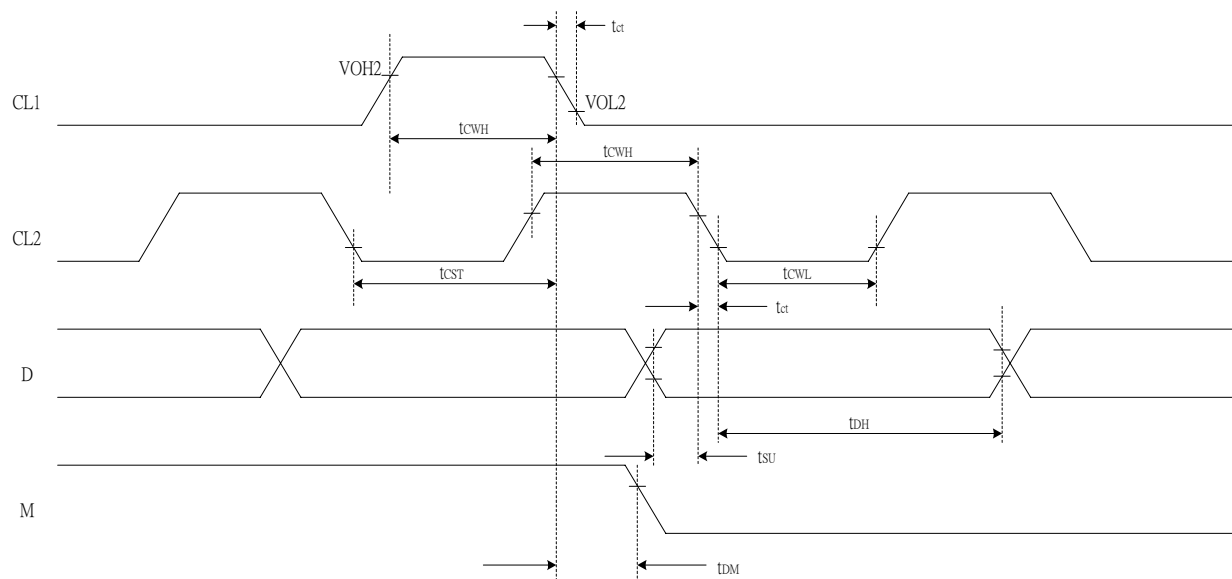 tct
VOH2
CL1
VOL2
tCWH
tCWH
CL2
tCST
tCWL
tct
D
tDH
tSU
M
tDM